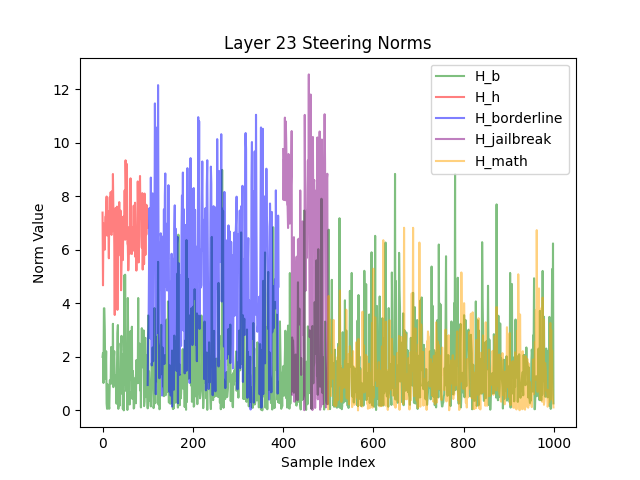 Layer 23 Steering Norms
H_b
H_h
H_borderline
H_jailbreak
H_math
Norm Value
12
10
8
6
4
2
0
0 200 400 600 800 1000
Sample Index